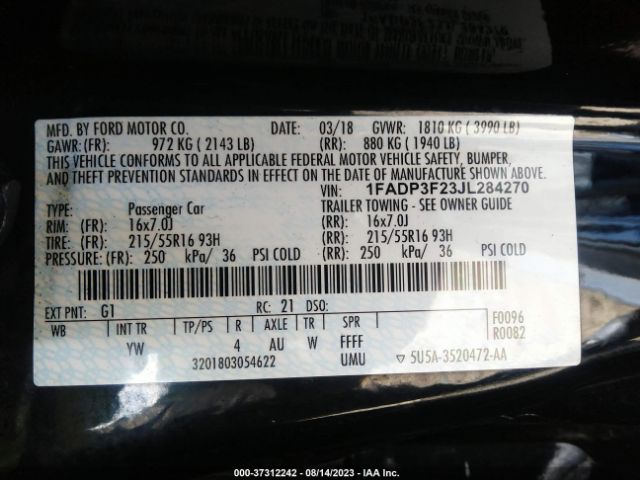 MFD. BY FORD MOTOR CO. DATE: 03/18 GVWR: 1810 KG ( 3990 LB)
GAWR: (FR): 972 KG ( 2143 LB) (RR): 880 KG ( 1940 LB)
THIS VEHICLE CONFORMS TO ALL APPLICABLE FEDERAL MOTOR VEHICLE SAFETY, BUMPER,
AND THEFT PREVENTION STANDARDS IN EFFECT ON THE DATE OF MANUFACTURE SHOWN ABOVE.
VIN: 1FADP3F23JL284270
TYPE: Passenger Car TRAILER TOWING - SEE OWNER GUIDE
RIM: (FR): 16x7.0J (RR): 16x7.0J
TIRE: (FR): 215/55R16 93H (RR): 215/55R16 93H
PRESSURE: (FR): 250 kPa/ 36 PSI COLD (RR): 250 kPa/ 36 PSI COLD
EXT PNT: G1 RC: 21 DSO: F0096
WB INT TR TP/PS R AXLE TR SPR R0082
YW 4 AU W FFFF
3201803054622 UMU 5U5A-3520472-AA
000-37312242 - 08/14/2023 - IAA Inc.